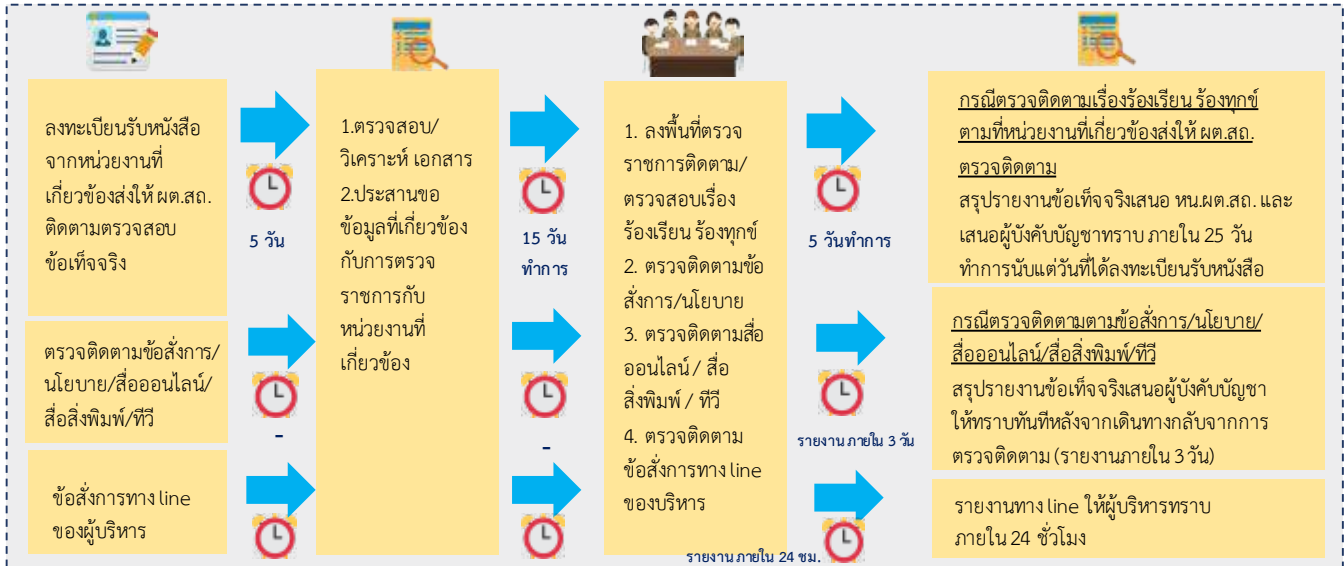 ลงทะเบียนรับหนังสือ
จากหน่วยงานที่
เกี่ยวข้องส่งให้ ผต.สถ.
ติดตามตรวจสอบ
ข้อเท็จจริง
5 วัน
1.ตรวจสอบ/
วิเคราะห์ เอกสาร
2.ประสานขอ
ข้อมูลที่เกี่ยวข้อง
กับการตรวจ
ราชการกับ
หน่วยงานที่
เกี่ยวข้อง
15 วัน
ทำการ
1. ลงพื้นที่ตรวจ
ราชการติดตาม/
ตรวจสอบเรื่อง
ร้องเรียน ร้องทุกข์
2. ตรวจติดตามข้อ
สั่งการ/นโยบาย
3. ตรวจติดตามสื่อ
ออนไลน์ / สื่อ
สิ่งพิมพ์ / ทีวี
4. ตรวจติดตาม
ข้อสั่งการทาง line
ของบริหาร
5 วันทำการ
กรณีตรวจติดตามเรื่องร้องเรียน ร้องทุกข์
ตามที่หน่วยงานที่เกี่ยวข้องส่งให้ ผต.สถ.
ตรวจติดตาม
สรุปรายงานข้อเท็จจริงเสนอ หน.ผต.สถ. และ
เสนอผู้บังคับบัญชาทราบ ภายใน 25 วัน
ทำการนับแต่วันที่ได้ลงทะเบียนรับหนังสือ
ตรวจติดตามข้อสั่งการ/
นโยบาย/สื่อออนไลน์/
สื่อสิ่งพิมพ์/ทีวี
-
-
รายงาน ภายใน 3 วัน
กรณีตรวจติดตามตามข้อสั่งการ/นโยบาย/
สื่อออนไลน์/สื่อสิ่งพิมพ์/ทีวี
สรุปรายงานข้อเท็จจริงเสนอผู้บังคับบัญชา
ให้ทราบทันทีหลังจากเดินทางกลับจากการ
ตรวจติดตาม (รายงานภายใน 3 วัน)
ข้อสั่งการทาง line
ของผู้บริหาร
รายงาน ภายใน 24 ชม.
รายงานทาง line ให้ผู้บริหารทราบ
ภายใน 24 ชั่วโมง